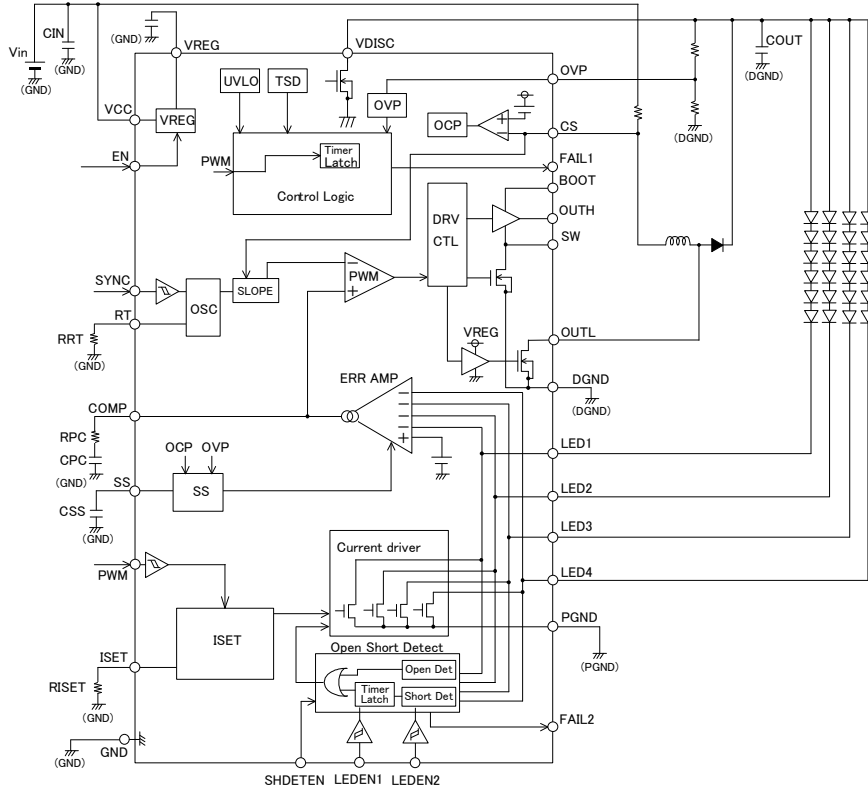 CIN
Vin
(GND)
(GND)
(GND)
VREG
VDISC
COUT
(DGND)
OVP
(DGND)
UVLO
TSD
OVP
VCC
VREG
OCP
CS
EN
PWM
Timer
Latch
Control Logic
FAIL1
BOOT
DRV
CTL
OUTH
SW
SYNC
OSC
SLOPE
PWM
RT
RRT
(GND)
VREG
OUTL
DGND
(DGND)
ERR AMP
COMP
RPC
CPC
(GND)
OCP
OVP
SS
SS
CSS
(GND)
LED1
LED2
LED3
LED4
Current driver
PWM
ISET
PGND
(PGND)
ISET
RISET
(GND)
Open Short Detect
Open Det
Timer
Latch
Short Det
FAIL2
GND
(GND)
SHDETEN
LEDEN1
LEDEN2